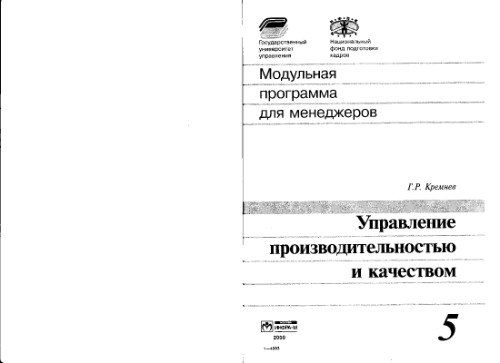 Государственный
университет
управления
Национальный
фонд подготовки
кадров
Модульная
программа
для менеджеров
Г.Р. Кремнев
Управление
производительностью
и качеством
ИНФРА-М
2000
5